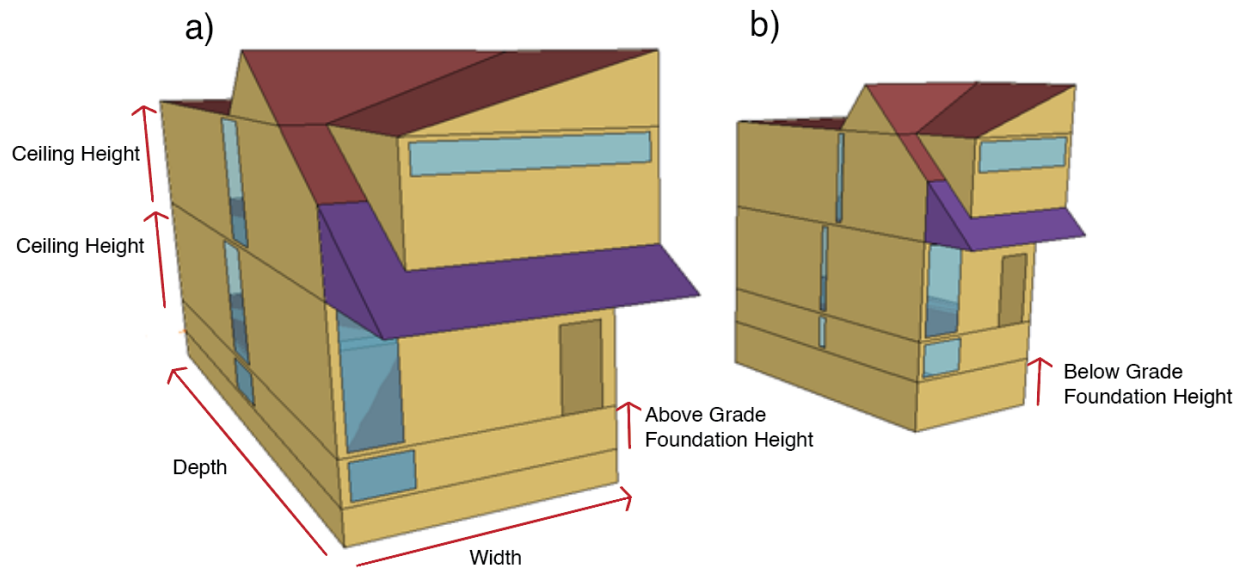 a)
b)
Ceiling Height
Ceiling Height
Above Grade
Foundation Height
Below Grade
Foundation Height
Depth
Width